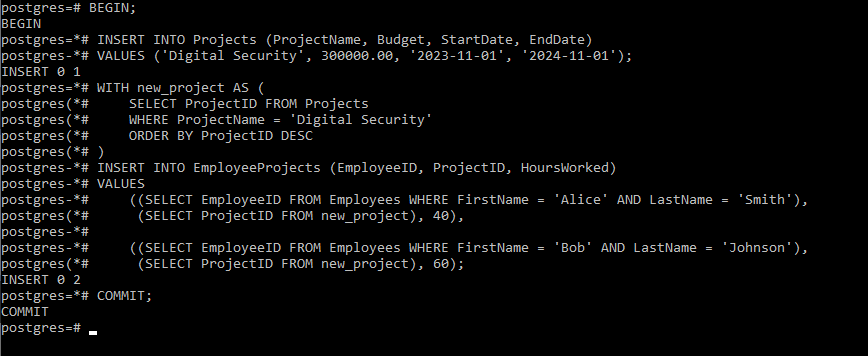 postgres=# BEGIN;
BEGIN
postgres=*# INSERT INTO Projects (ProjectName, Budget, StartDate, EndDate)
postgres-*# VALUES ('Digital Security', 300000.00, '2023-11-01', '2024-11-01');
INSERT 0 1
postgres=*# WITH new_project AS (
postgres(*#     SELECT ProjectID FROM Projects
postgres(*#     WHERE ProjectName = 'Digital Security'
postgres(*#     ORDER BY ProjectID DESC
postgres(*# )
postgres-*# INSERT INTO EmployeeProjects (EmployeeID, ProjectID, HoursWorked)
postgres-*# VALUES
postgres-*#     ((SELECT EmployeeID FROM Employees WHERE FirstName = 'Alice' AND LastName = 'Smith'),
postgres(*#      (SELECT ProjectID FROM new_project), 40),
postgres-*#
postgres-*#     ((SELECT EmployeeID FROM Employees WHERE FirstName = 'Bob' AND LastName = 'Johnson'),
postgres(*#      (SELECT ProjectID FROM new_project), 60);
INSERT 0 2
postgres=*# COMMIT;
COMMIT
postgres=#